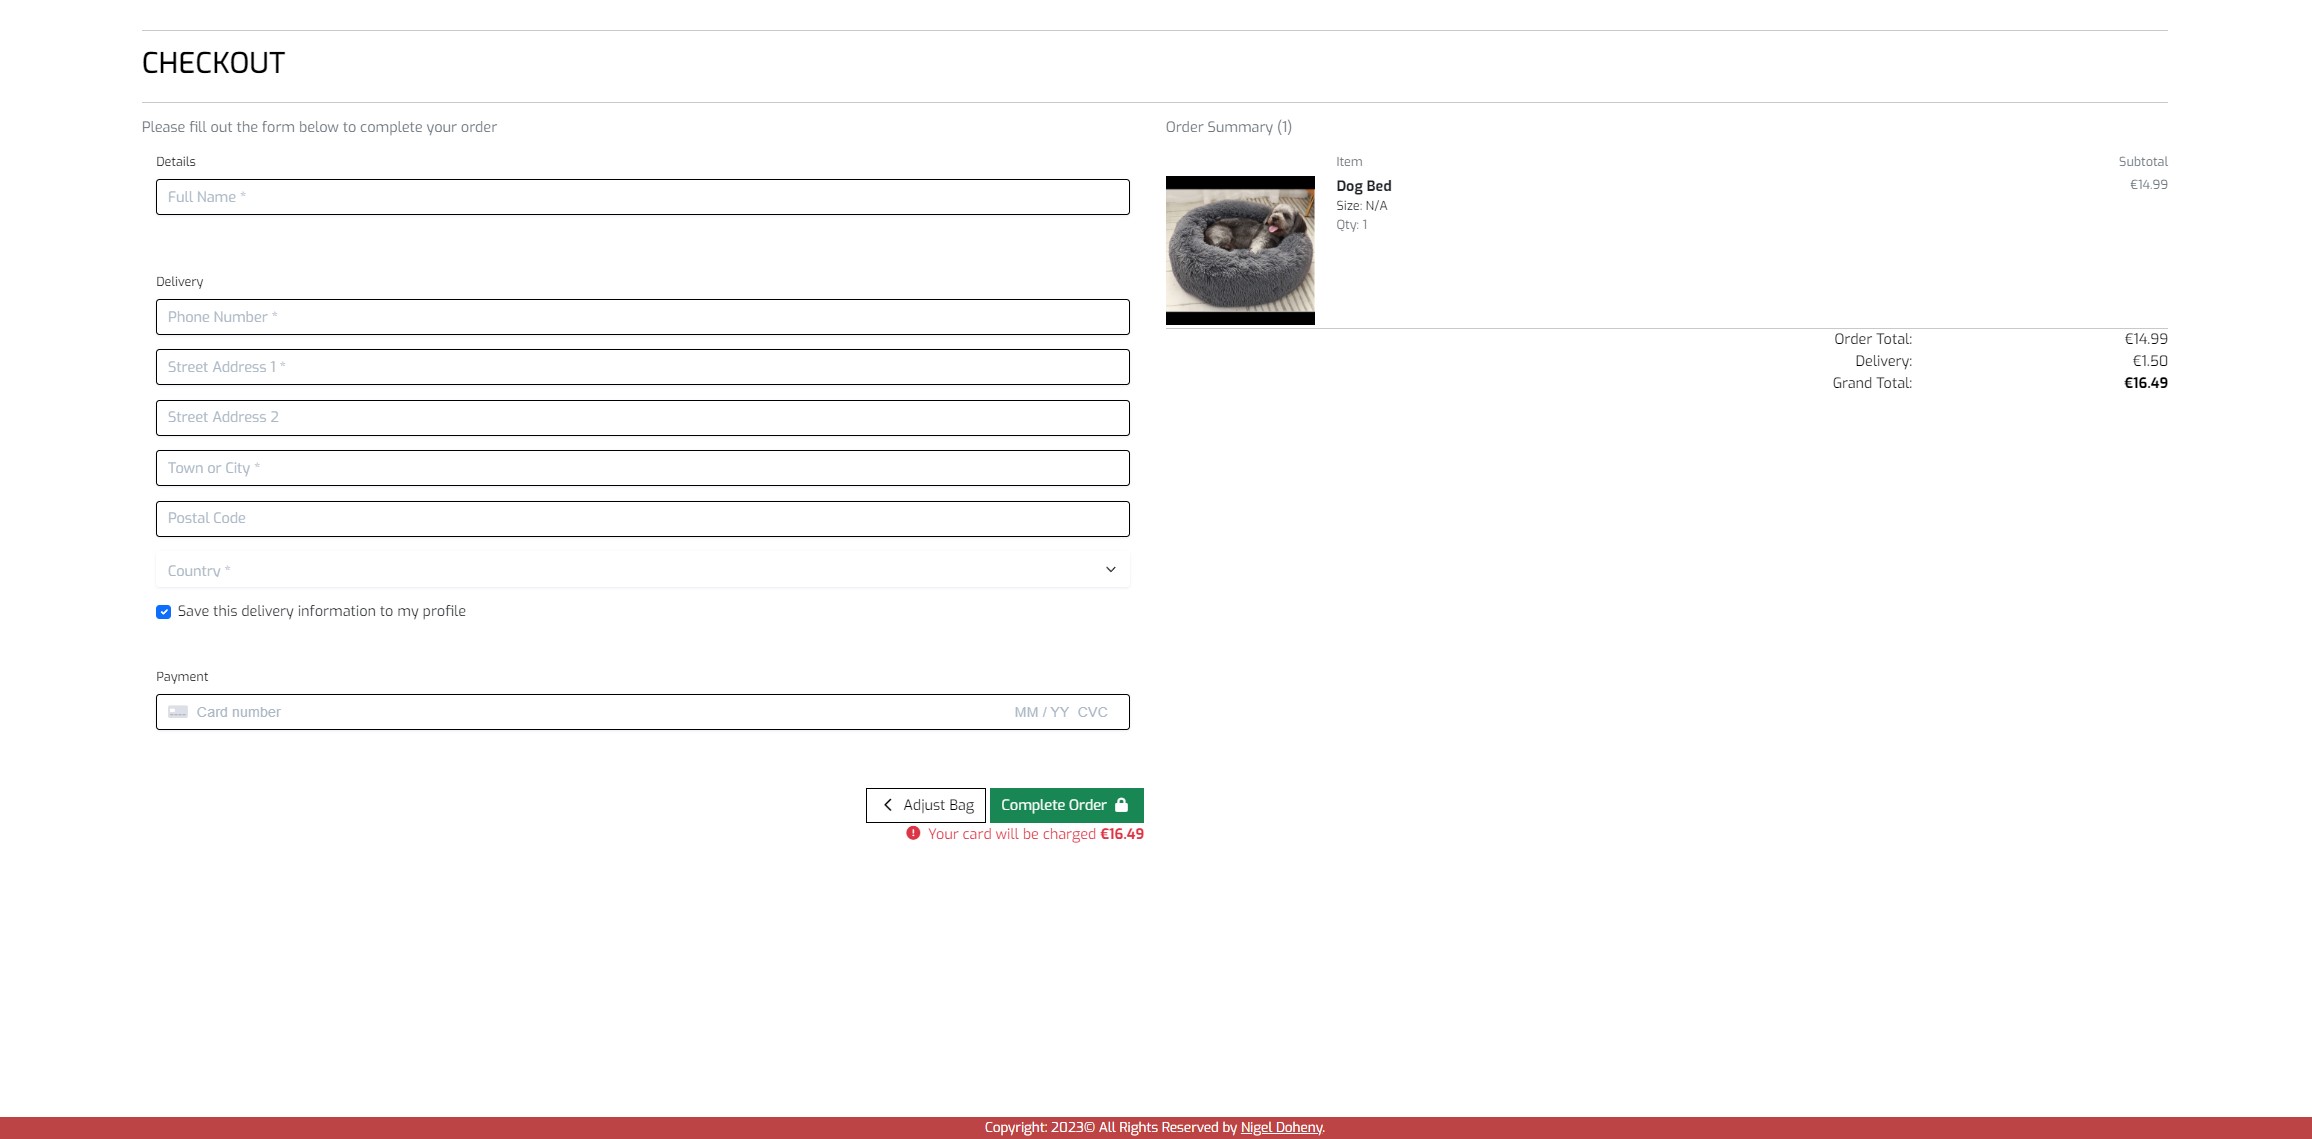 CHECKOUT
Please fill out the form below to complete your order
Details
Full Name *
Delivery
Phone Number *
Street Address 1 *
Street Address 2
Town or City *
Postal Code
Country *
Save this delivery information to my profile
Payment
Card number MM / YY CVC
Adjust Bag Complete Order
Your card will be charged €16.49
Order Summary (1)
Item Subtotal
Dog Bed €14.99
Size: N/A
Qty: 1
Order Total: €14.99
Delivery: €1.50
Grand Total: €16.49
Copyright: 2023© All Rights Reserved by Nigel Doheny.